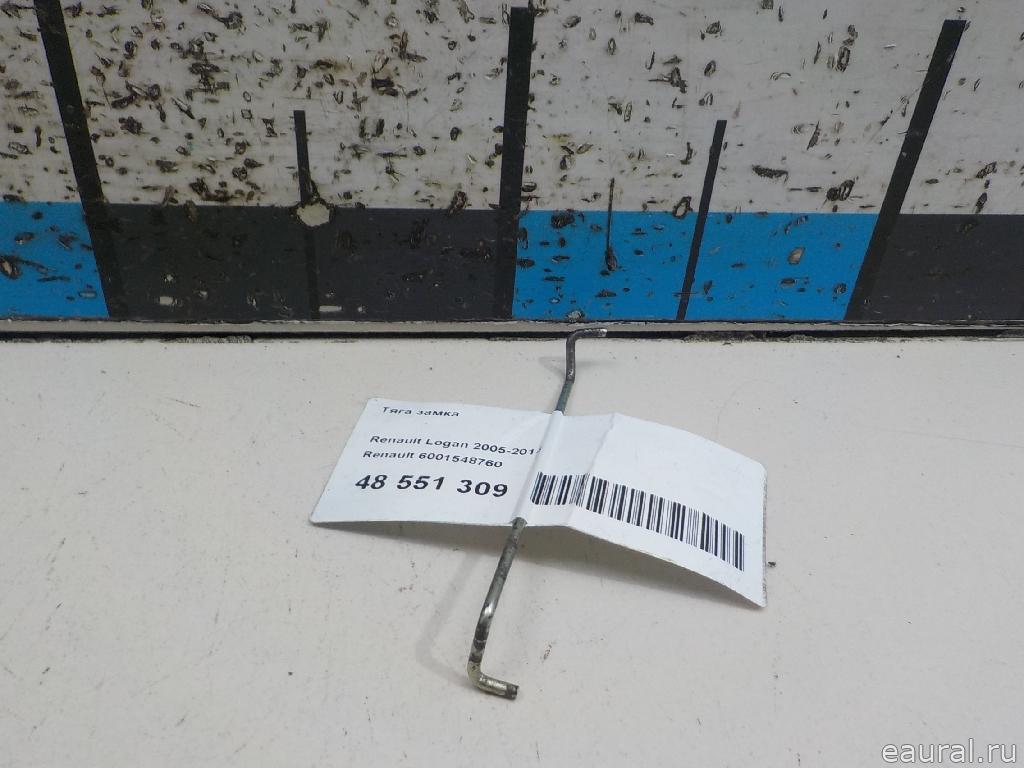 Тяга замка
Renault Logan 2005-201
Renault 6001548760
48 551 309
eaural.ru